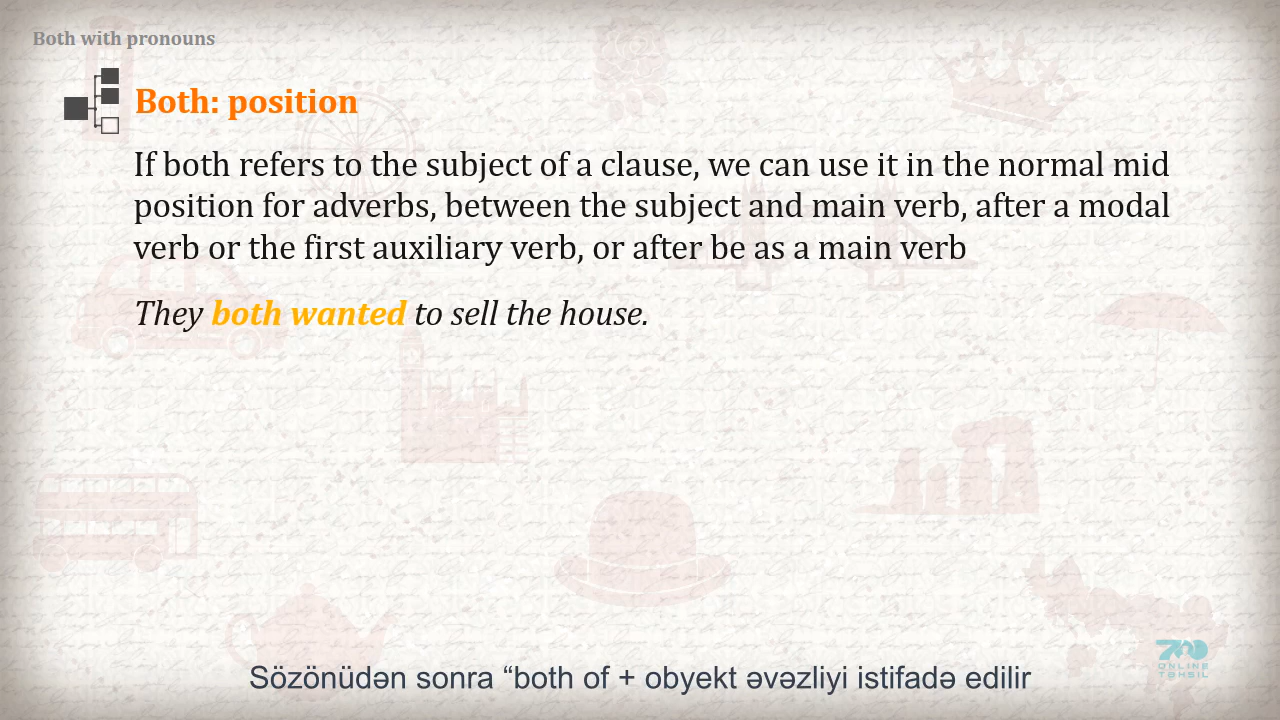 Both with pronouns
Both: position
If both refers to the subject of a clause, we can use it in the normal mid
position for adverbs, between the subject and main verb, after a modal
verb or the first auxiliary verb, or after be as a main verb
They both wanted to sell the house.
700
ONLINE
TƏHSİL
Sözönüdən sonra “both of + obyekt əvəzliyi istifadə edilir